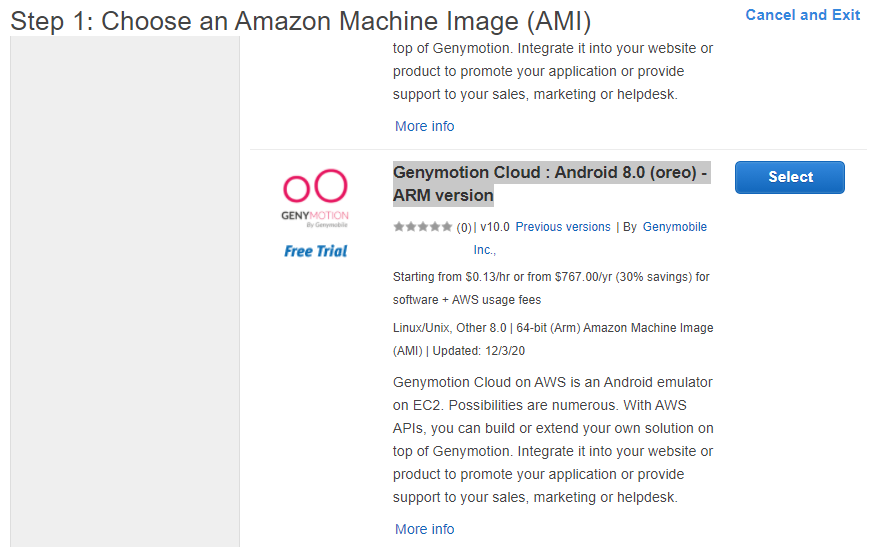 Step 1: Choose an Amazon Machine Image (AMI)
Cancel and Exit
top of Genymotion. Integrate it into your website or
product to promote your application or provide
support to your sales, marketing or helpdesk.
More info
GENYMOTION
By Genymobile
Free Trial
Genymotion Cloud : Android 8.0 (oreo) -
ARM version
Select
(0) | v10.0 Previous versions | By Genymobile
Inc.,
Starting from $0.13/hr or from $767.00/yr (30% savings) for
software + AWS usage fees
Linux/Unix, Other 8.0 | 64-bit (Arm) Amazon Machine Image
(AMI) | Updated: 12/3/20
Genymotion Cloud on AWS is an Android emulator
on EC2. Possibilities are numerous. With AWS
APIs, you can build or extend your own solution on
top of Genymotion. Integrate it into your website or
product to promote your application or provide
support to your sales, marketing or helpdesk.
More info